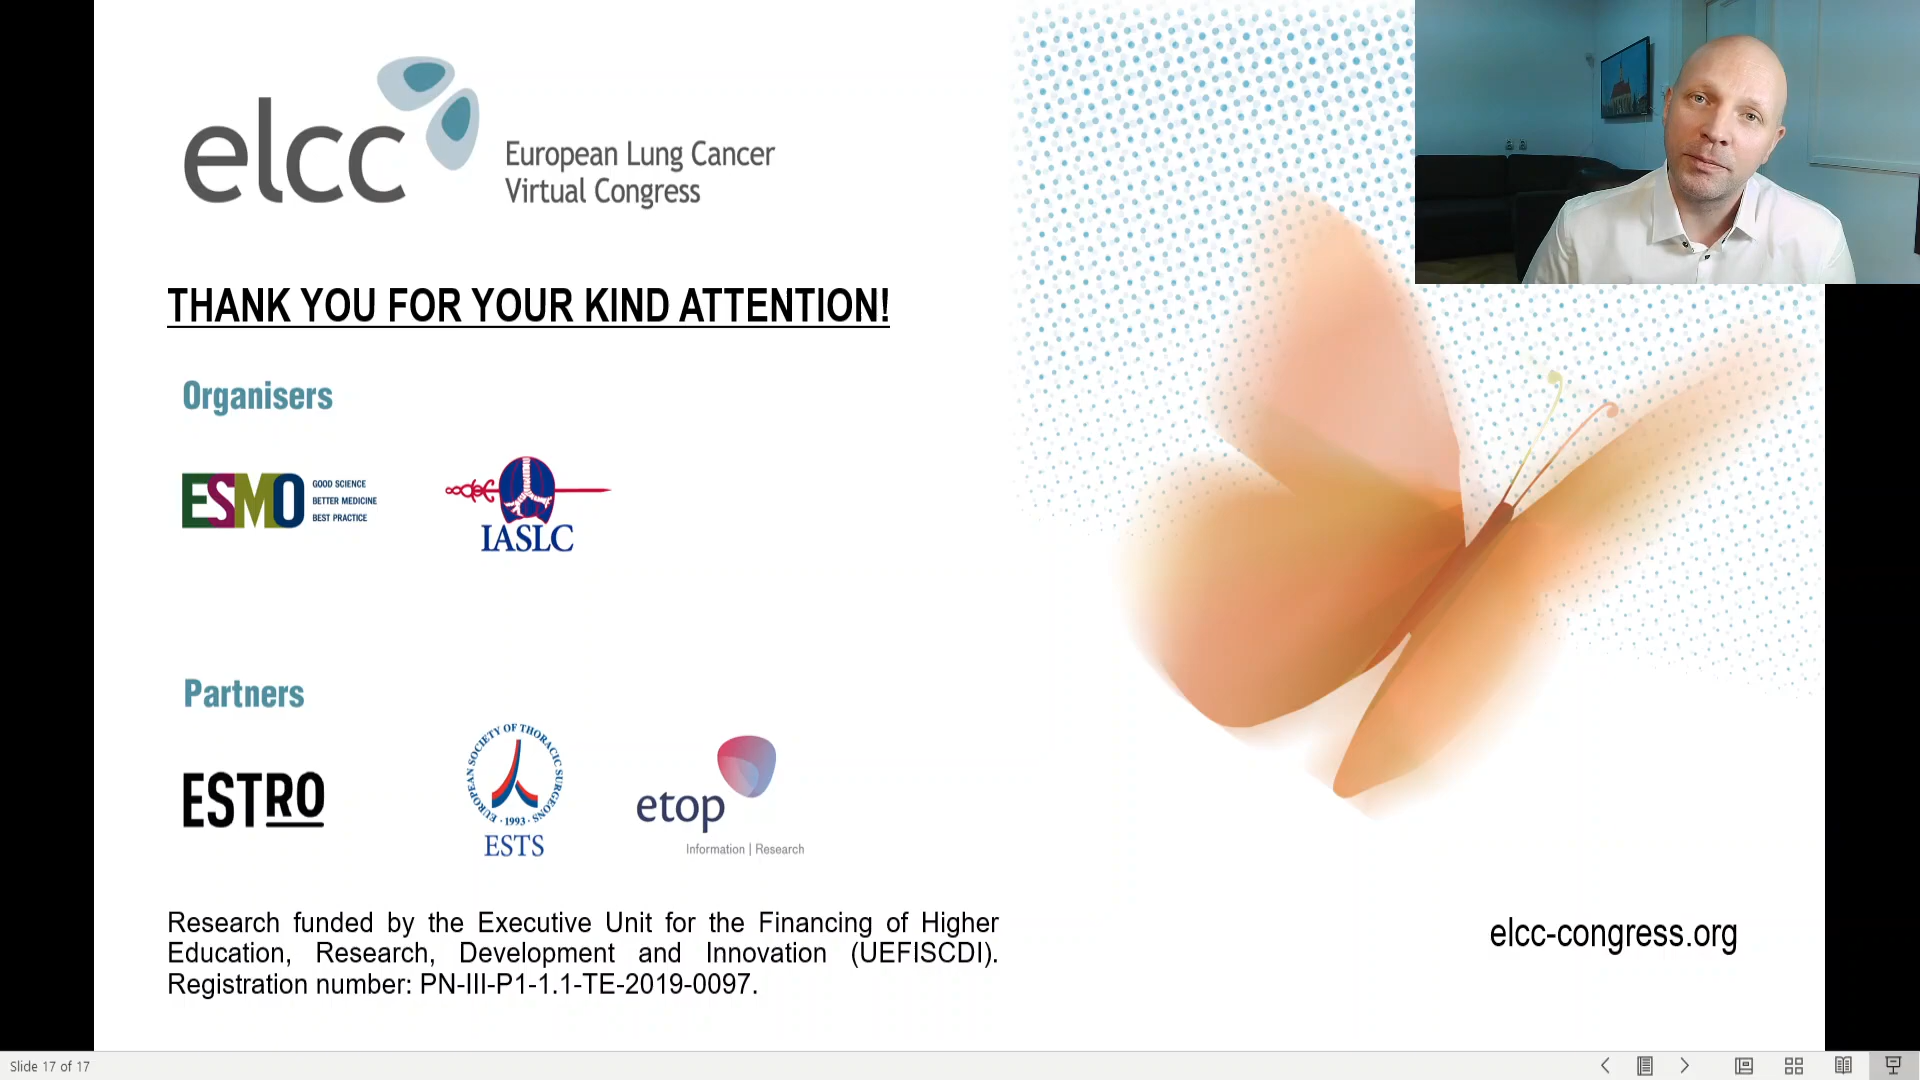 elcc
European Lung Cancer
Virtual Congress
THANK YOU FOR YOUR KIND ATTENTION!
Organisers
ESMO
GOOD SCIENCE
BETTER MEDICINE
BEST PRACTICE
IASLC
Partners
ESTRO
EUROPEAN SOCIETY OF THORACIC SURGEONS
· 1993 ·
ESTS
etop
Information | Research
Research funded by the Executive Unit for the Financing of Higher
Education, Research, Development and Innovation (UEFISCDI).
Registration number: PN-III-P1-1.1-TE-2019-0097.
elcc-congress.org
Slide 17 of 17